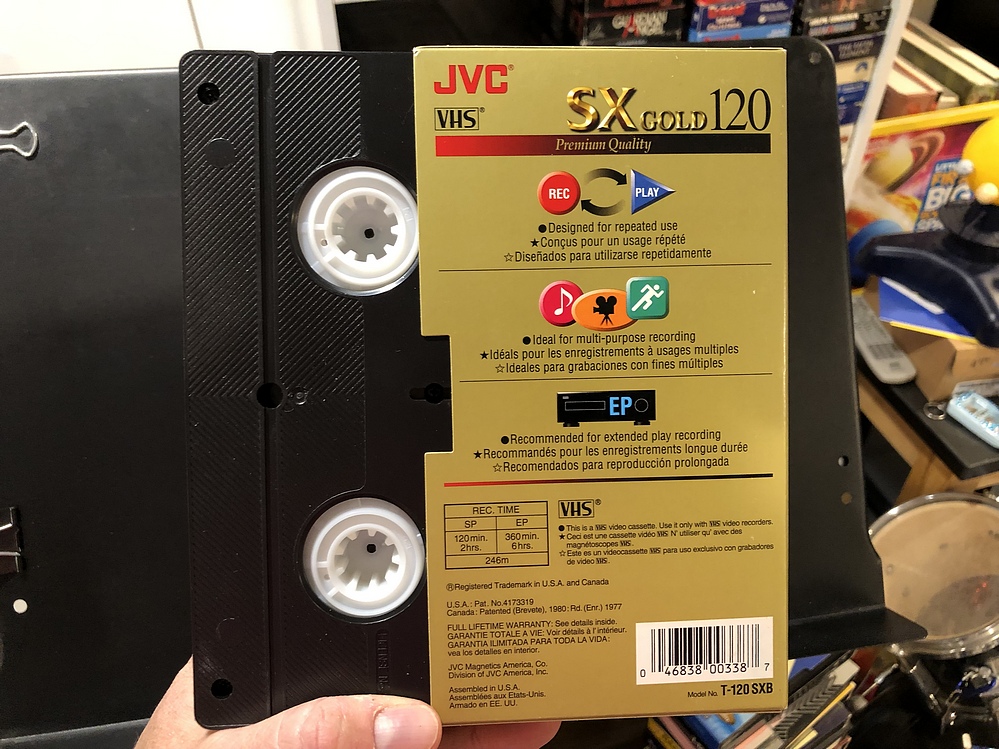 JVC®
VHS®
SX GOLD 120
Premium Quality
REC PLAY
●Designed for repeated use
★Conçus pour un usage répété
☆Diseñados para utilizarse repetidamente
●Ideal for multi-purpose recording
★Idéals pour les enregistrements à usages multiples
☆Ideales para grabaciones con fines múltiples
EP
●Recommended for extended play recording
★Recommandés pour les enregistrements longue durée
☆Recomendados para reproducción prolongada
REC. TIME
SP EP
120min. 360min.
2hrs. 6hrs.
246m
VHS®
●This is a VHS video cassette. Use it only with VHS video recorders.
★Ceci est une cassette vidéo VHS N' utiliser qu' avec des
magnétoscopes VHS.
☆Este es un videocassette VHS para uso exclusivo con grabadores
de video VHS.
®Registered Trademark in U.S.A. and Canada
U.S.A.: Pat. No.4173319
Canada: Patented (Brevete), 1980: Rd. (Enr.) 1977
FULL LIFETIME WARRANTY: See details inside.
GARANTIE TOTALE A VIE: Voir détails à l'intérieur.
GARANTIA ILIMITADA PARA TODA LA VIDA:
vea los detalles en interior.
JVC Magnetics America, Co.
Division of JVC America, Inc.
Assembled in U.S.A.
Assemblées aux Etats-Unis.
Armado en EE. UU.
0 46838 00338 7
Model No. T-120 SXB
GUARDIAN